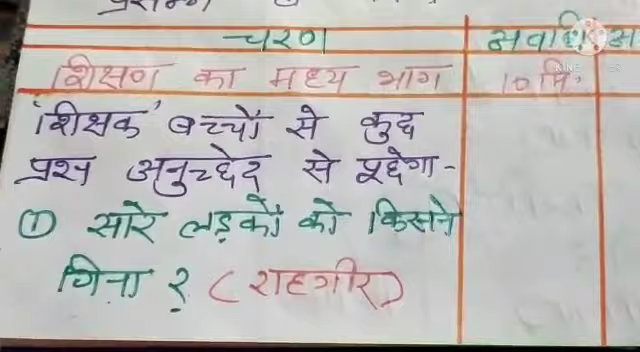 चरण
शिक्षण का मध्य भाग 10 मि.
'शिक्षक' बच्चों से कुछ
प्रश्न अनुच्छेद से पूछेगा -
① सारे लड़कों को किसने
गिना ? (राहगीर)